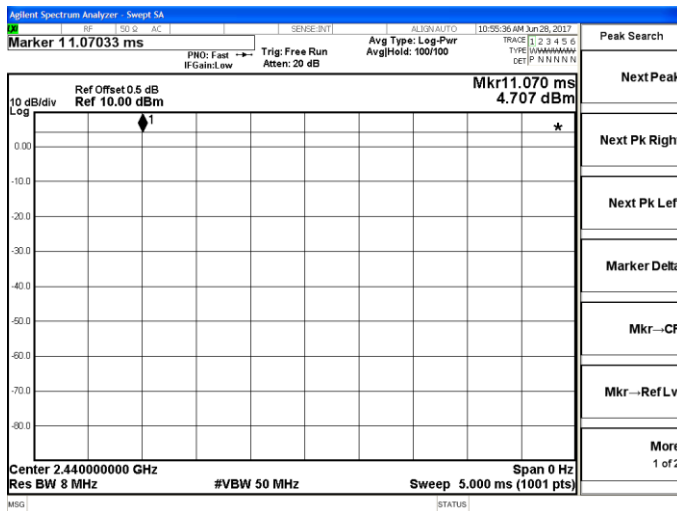 Agilent Spectrum Analyzer - Swept SA
RF 50 Ω AC SENSE:INT ALIGNAUTO 10:55:36 AM Jun 28, 2017
Marker 1 1.07033 ms
PNO: Fast
IFGain:Low
Trig: Free Run
Atten: 20 dB
Avg Type: Log-Pwr
Avg|Hold: 100/100
TRACE 1 2 3 4 5 6
TYPE
DET P N N N N N
Peak Search
Ref Offset 0.5 dB
10 dB/div Ref 10.00 dBm
Log
Mkr1 1.070 ms
4.707 dBm
1
*
0.00
-10.0
-20.0
-30.0
-40.0
-50.0
-60.0
-70.0
-80.0
Center 2.440000000 GHz Span 0 Hz
Res BW 8 MHz #VBW 50 MHz Sweep 5.000 ms (1001 pts)
MSG STATUS
Next Peak
Next Pk Right
Next Pk Lef
Marker Delta
Mkr→CF
Mkr→Ref Lv
More
1 of 2